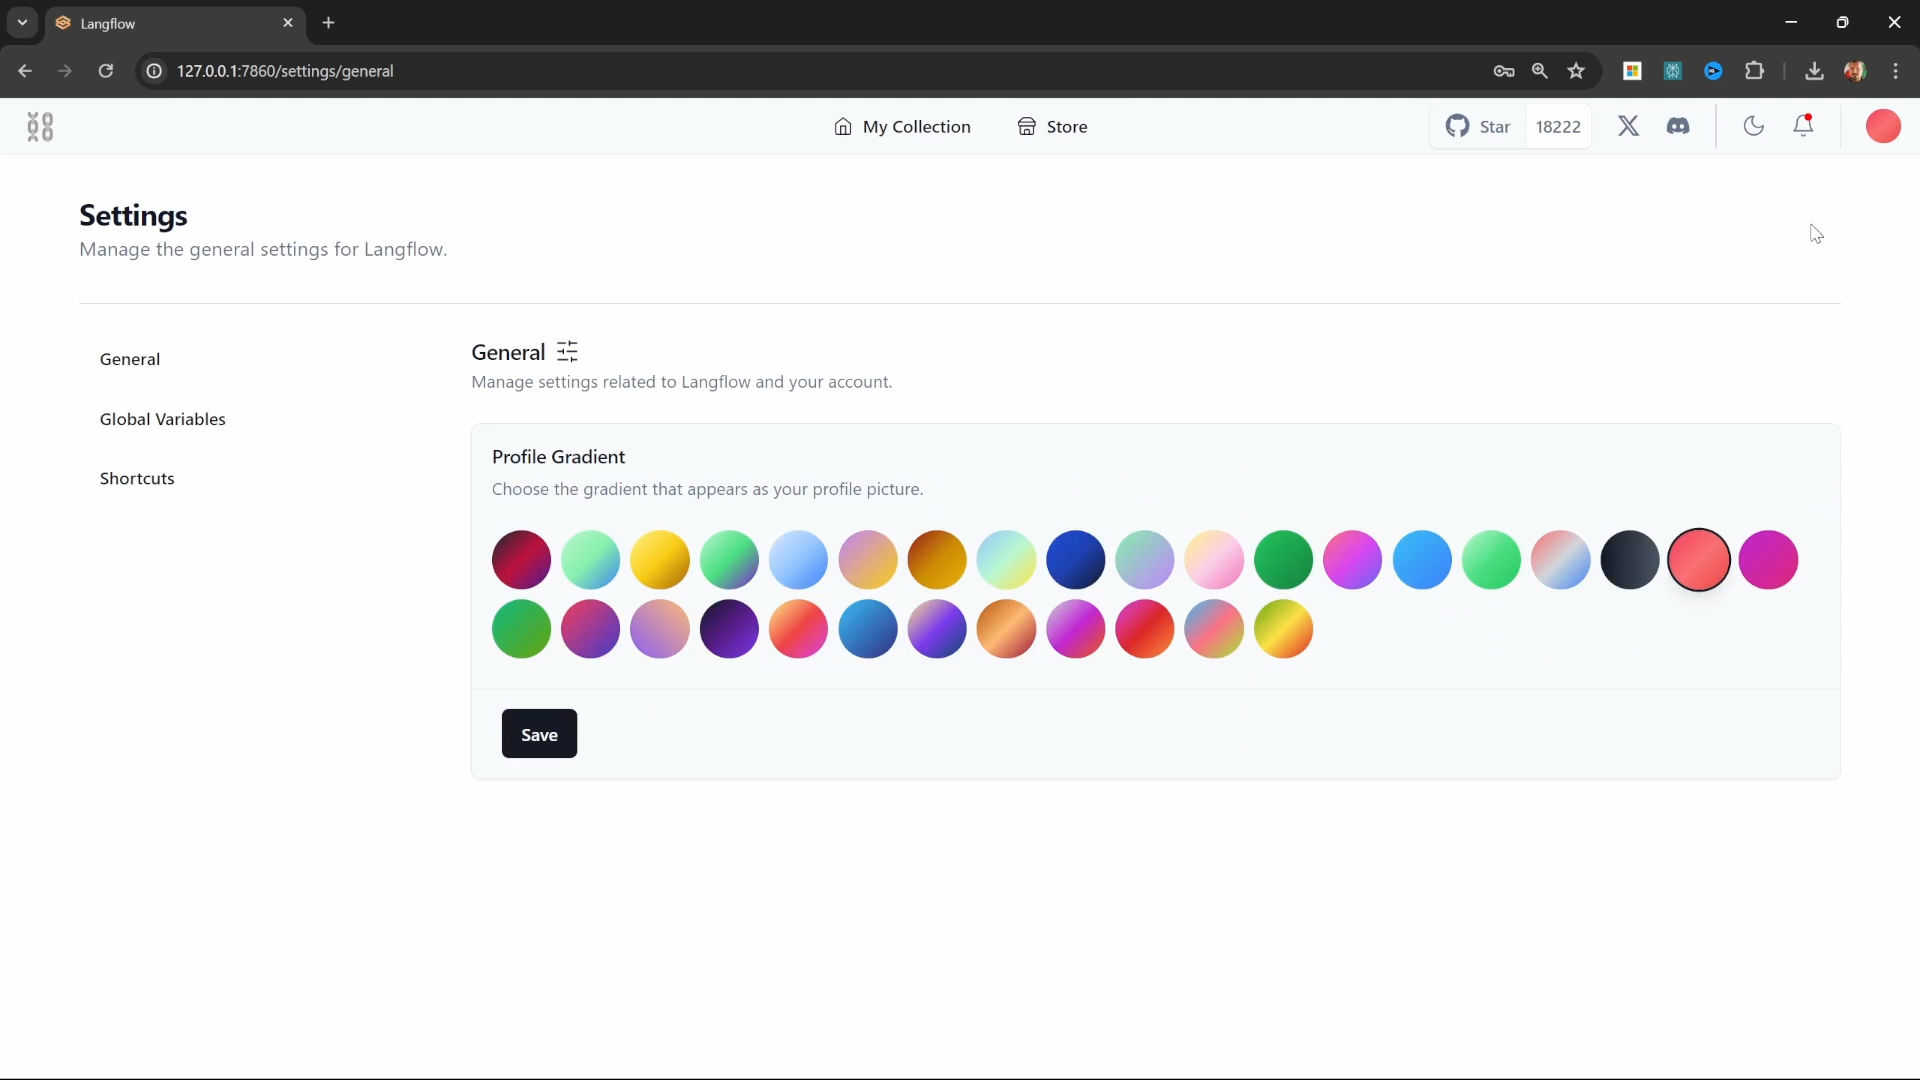 Langflow
127.0.0.1:7860/settings/general
My Collection
Store
Star
18222
Settings
Manage the general settings for Langflow.
General
Global Variables
Shortcuts
General
Manage settings related to Langflow and your account.
Profile Gradient
Choose the gradient that appears as your profile picture.
Save